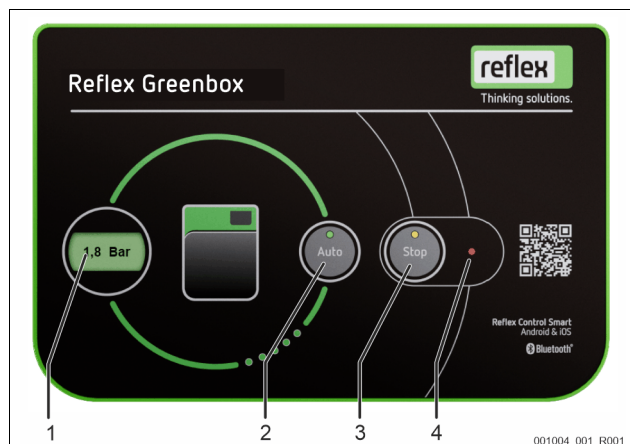 reflex
Reflex Greenbox
Thinking solutions.
1,8 Bar
Auto
Stop
Reflex Control Smart
Android & iOS
Bluetooth®
1
2
3
4
001004_001_R001